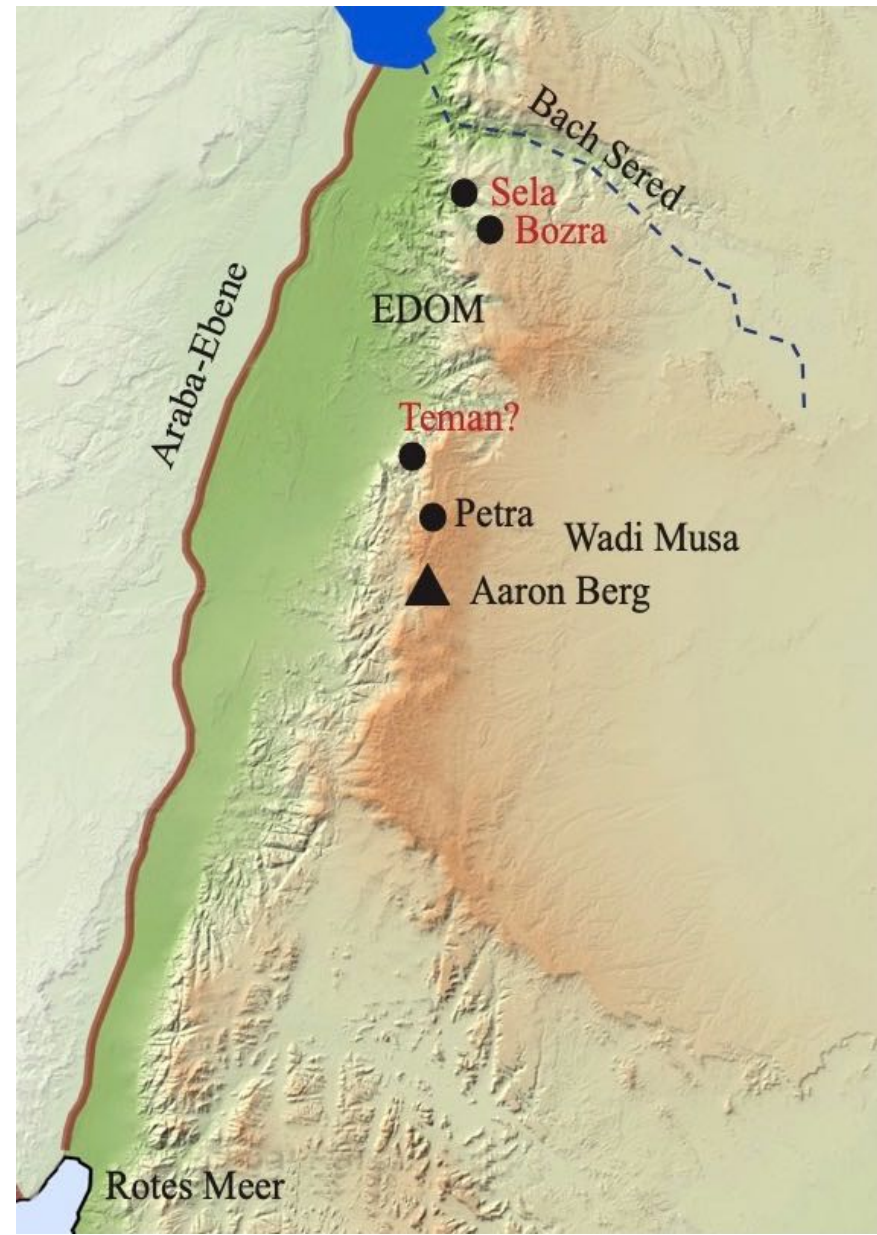 Bach Sered
Sela
Bozra
Araba-Ebene
EDOM
Teman?
Petra
Wadi Musa
Aaron Berg
Rotes Meer